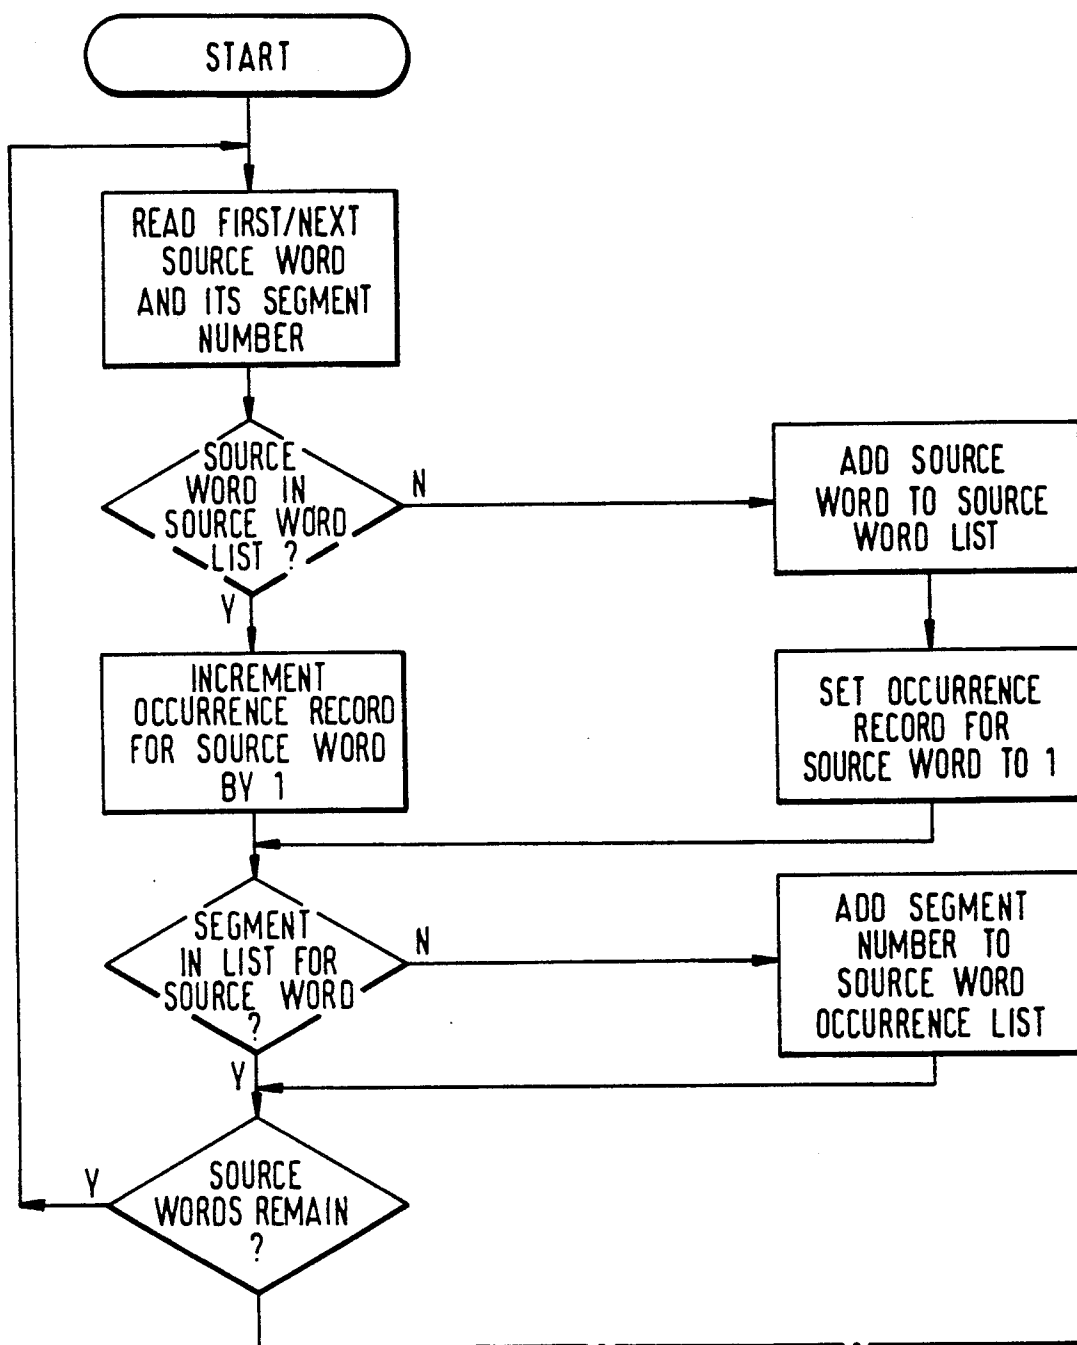 START
READ FIRST/NEXT
SOURCE WORD
AND ITS SEGMENT
NUMBER
SOURCE
WORD IN
SOURCE WORD
LIST ?
N
Y
ADD SOURCE
WORD TO SOURCE
WORD LIST
INCREMENT
OCCURRENCE RECORD
FOR SOURCE WORD
BY 1
SET OCCURRENCE
RECORD FOR
SOURCE WORD TO 1
SEGMENT
IN LIST FOR
SOURCE WORD
?
N
Y
ADD SEGMENT
NUMBER TO
SOURCE WORD
OCCURRENCE LIST
SOURCE
WORDS REMAIN
?
Y